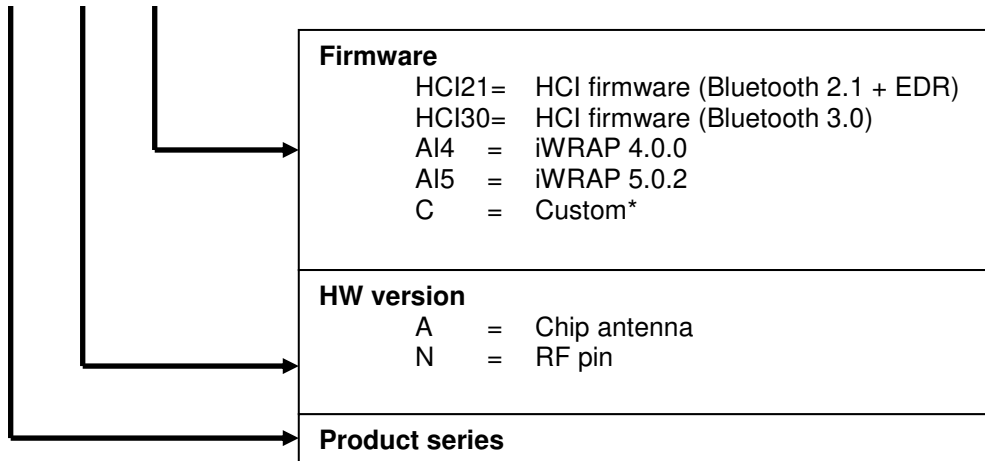 Firmware
HCI21= HCI firmware (Bluetooth 2.1 + EDR)
HCI30= HCI firmware (Bluetooth 3.0)
AI4 = iWRAP 4.0.0
AI5 = iWRAP 5.0.2
C = Custom*
HW version
A = Chip antenna
N = RF pin
Product series